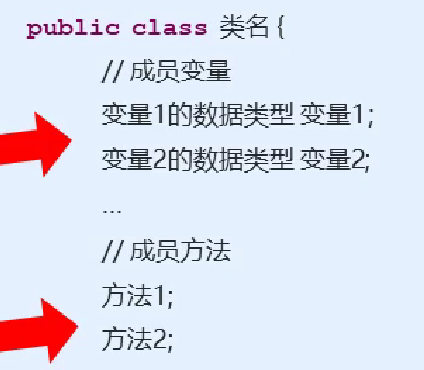 public class 类名 {
// 成员变量
变量1的数据类型 变量1;
变量2的数据类型 变量2;
...
// 成员方法
方法1;
方法2;